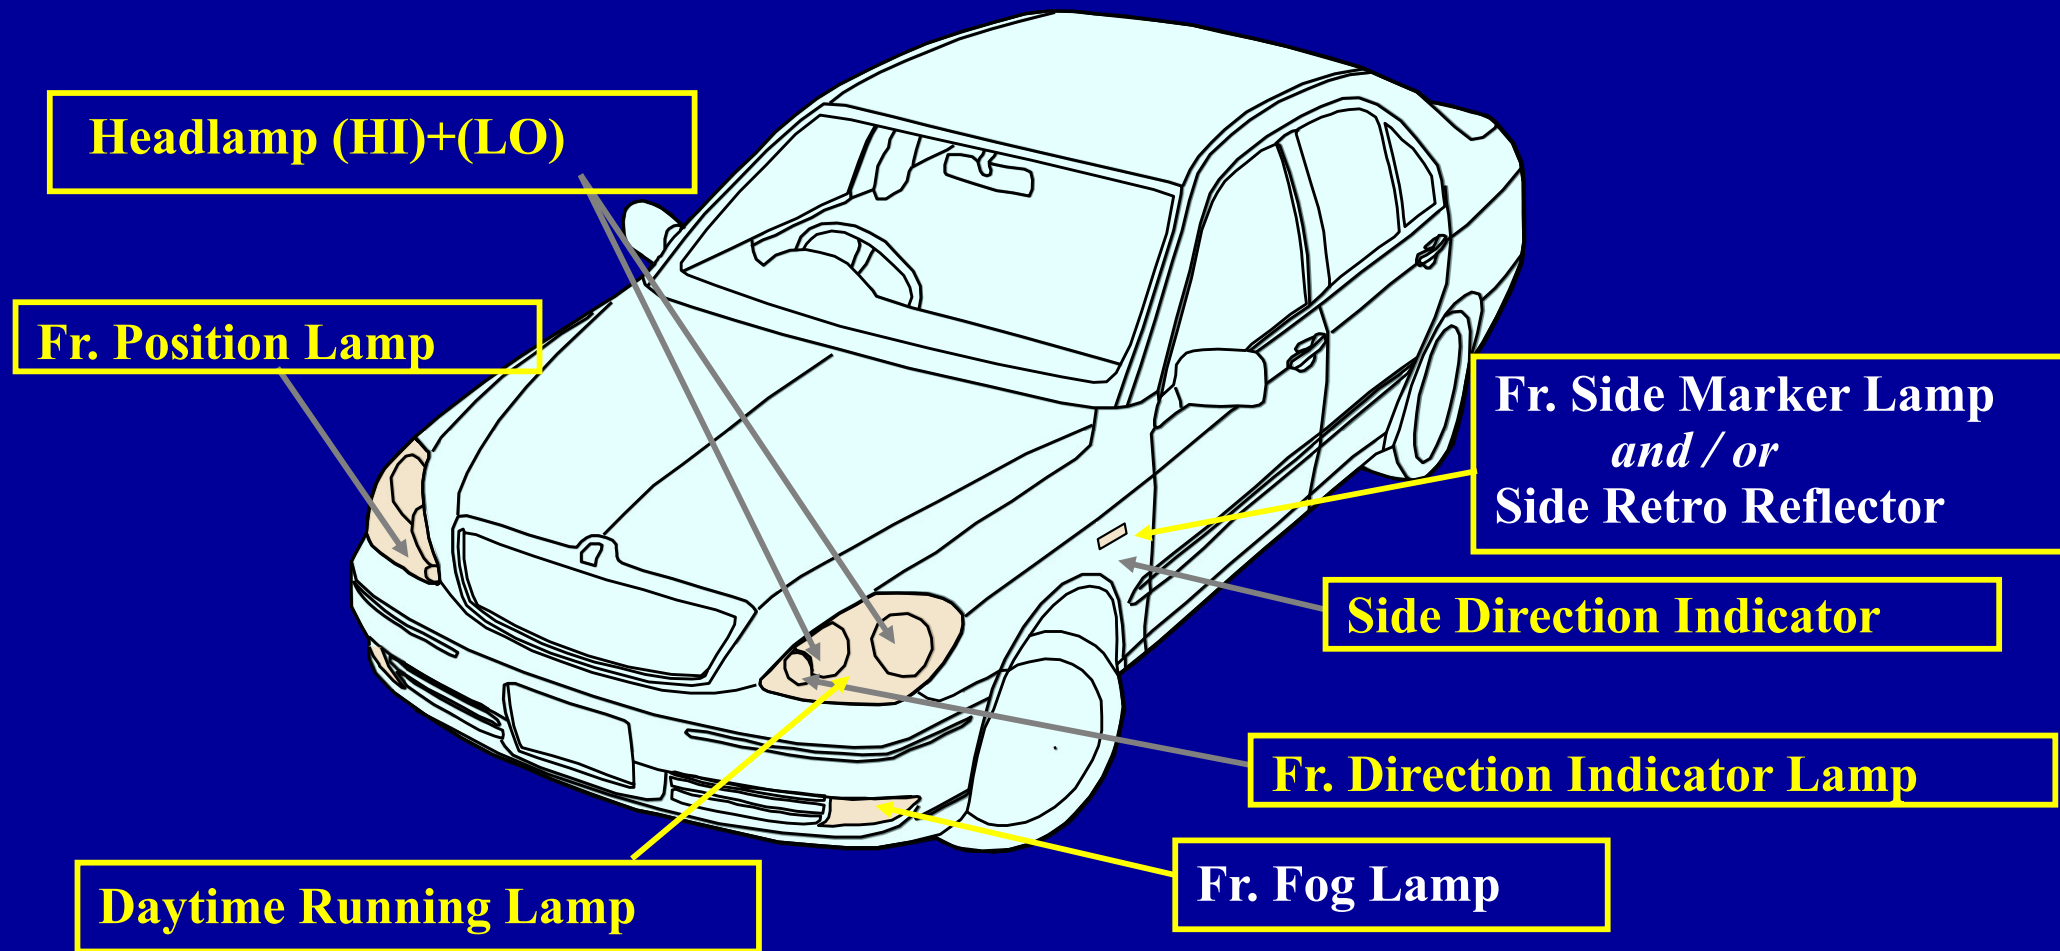 Headlamp (HI)+(LO)
Fr. Position Lamp
Fr. Side Marker Lamp
and / or
Side Retro Reflector
Side Direction Indicator
Fr. Direction Indicator Lamp
Fr. Fog Lamp
Daytime Running Lamp